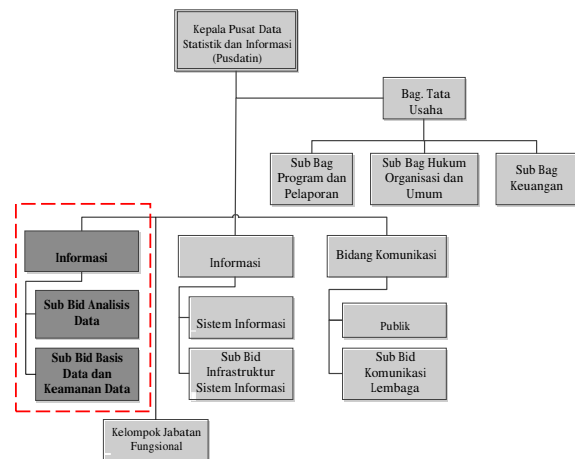 Kepala Pusat Data
Statistik dan Informasi
(Pusdatin)
Bag. Tata
Usaha
Sub Bag
Program dan
Pelaporan
Sub Bag Hukum
Organisasi dan
Umum
Sub Bag
Keuangan
Informasi
Sub Bid Analisis
Data
Sub Bid Basis
Data dan
Keamanan Data
Informasi
Sistem Informasi
Sub Bid
Infrastruktur
Sistem Informasi
Bidang Komunikasi
Publik
Sub Bid
Komunikasi
Lembaga
Kelompok Jabatan
Fungsional